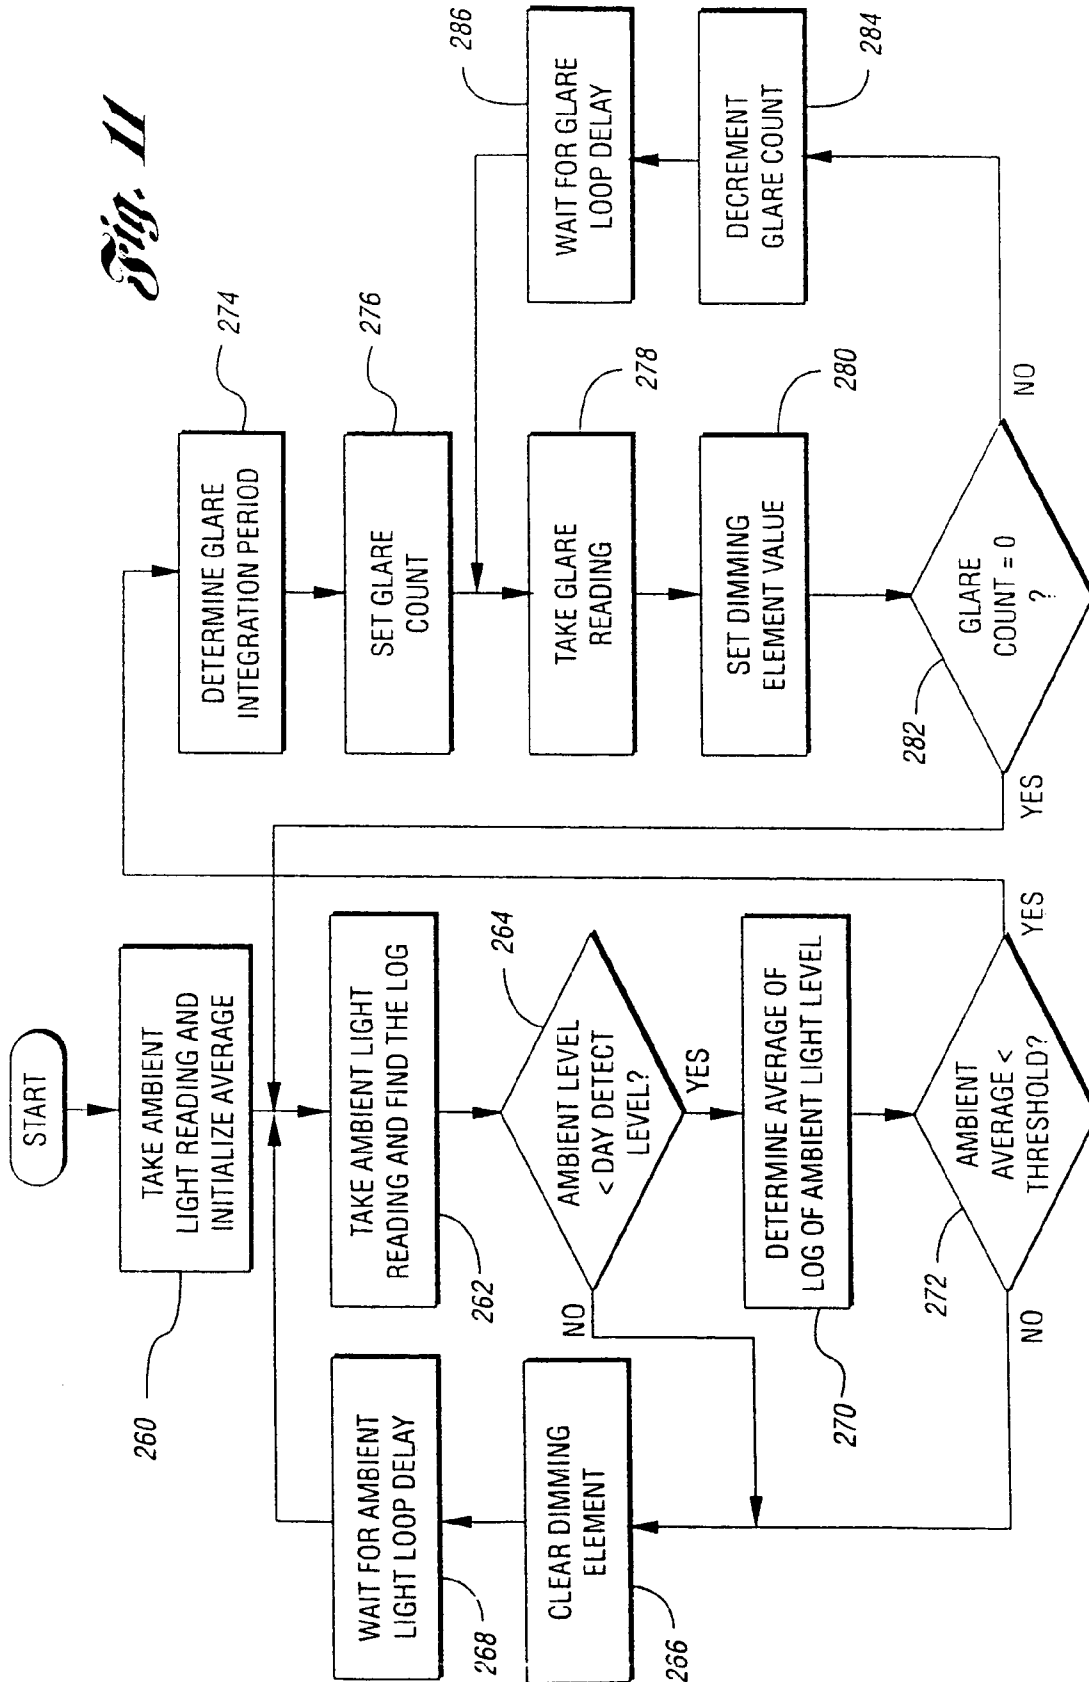 Fig. 11
START
TAKE AMBIENT
LIGHT READING AND
INITIALIZE AVERAGE
260
TAKE AMBIENT LIGHT
READING AND FIND THE LOG
262
AMBIENT LEVEL
< DAY DETECT
LEVEL?
264
NO
YES
WAIT FOR AMBIENT
LIGHT LOOP DELAY
268
CLEAR DIMMING
ELEMENT
266
DETERMINE AVERAGE OF
LOG OF AMBIENT LIGHT LEVEL
270
AMBIENT
AVERAGE <
THRESHOLD?
272
NO
YES
DETERMINE GLARE
INTEGRATION PERIOD
274
SET GLARE
COUNT
276
TAKE GLARE
READING
278
SET DIMMING
ELEMENT VALUE
280
GLARE
COUNT = 0
?
282
YES
NO
DECREMENT
GLARE COUNT
284
WAIT FOR GLARE
LOOP DELAY
286